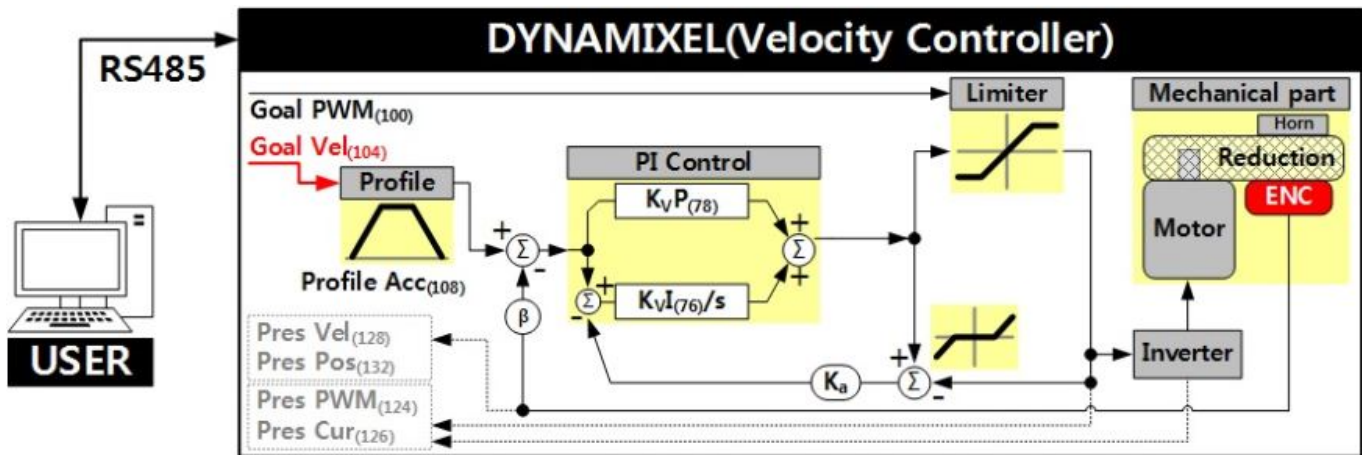 DYNAMIXEL(Velocity Controller)
RS485
Goal PWM(100)
Limiter
Mechanical part
Horn
Goal Vel(104)
PI Control
Reduction
Profile
KVP(78)
ENC
+
Σ
-
+
Σ
+
Motor
Profile Acc(108)
+
Σ
-
KVI(76)/s
β
Pres Vel(128)
Pres Pos(132)
+
Σ
-
Ka
Inverter
USER
Pres PWM(124)
Pres Cur(126)